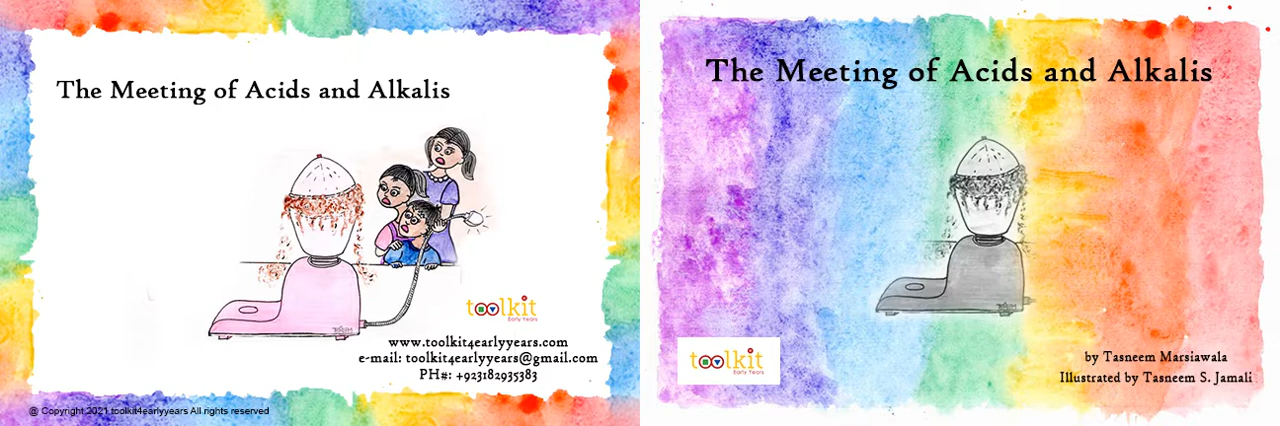 The Meeting of Acids and Alkalis
toolkit
Early Years
www.toolkit4earlyyears.com
e-mail: toolkit4earlyyears@gmail.com
PH#: +923182935383
@ Copyright 2021 toolkit4earlyyears All rights reserved
The Meeting of Acids and Alkalis
toolkit
Early Years
by Tasneem Marsiawala
Illustrated by Tasneem S. Jamali